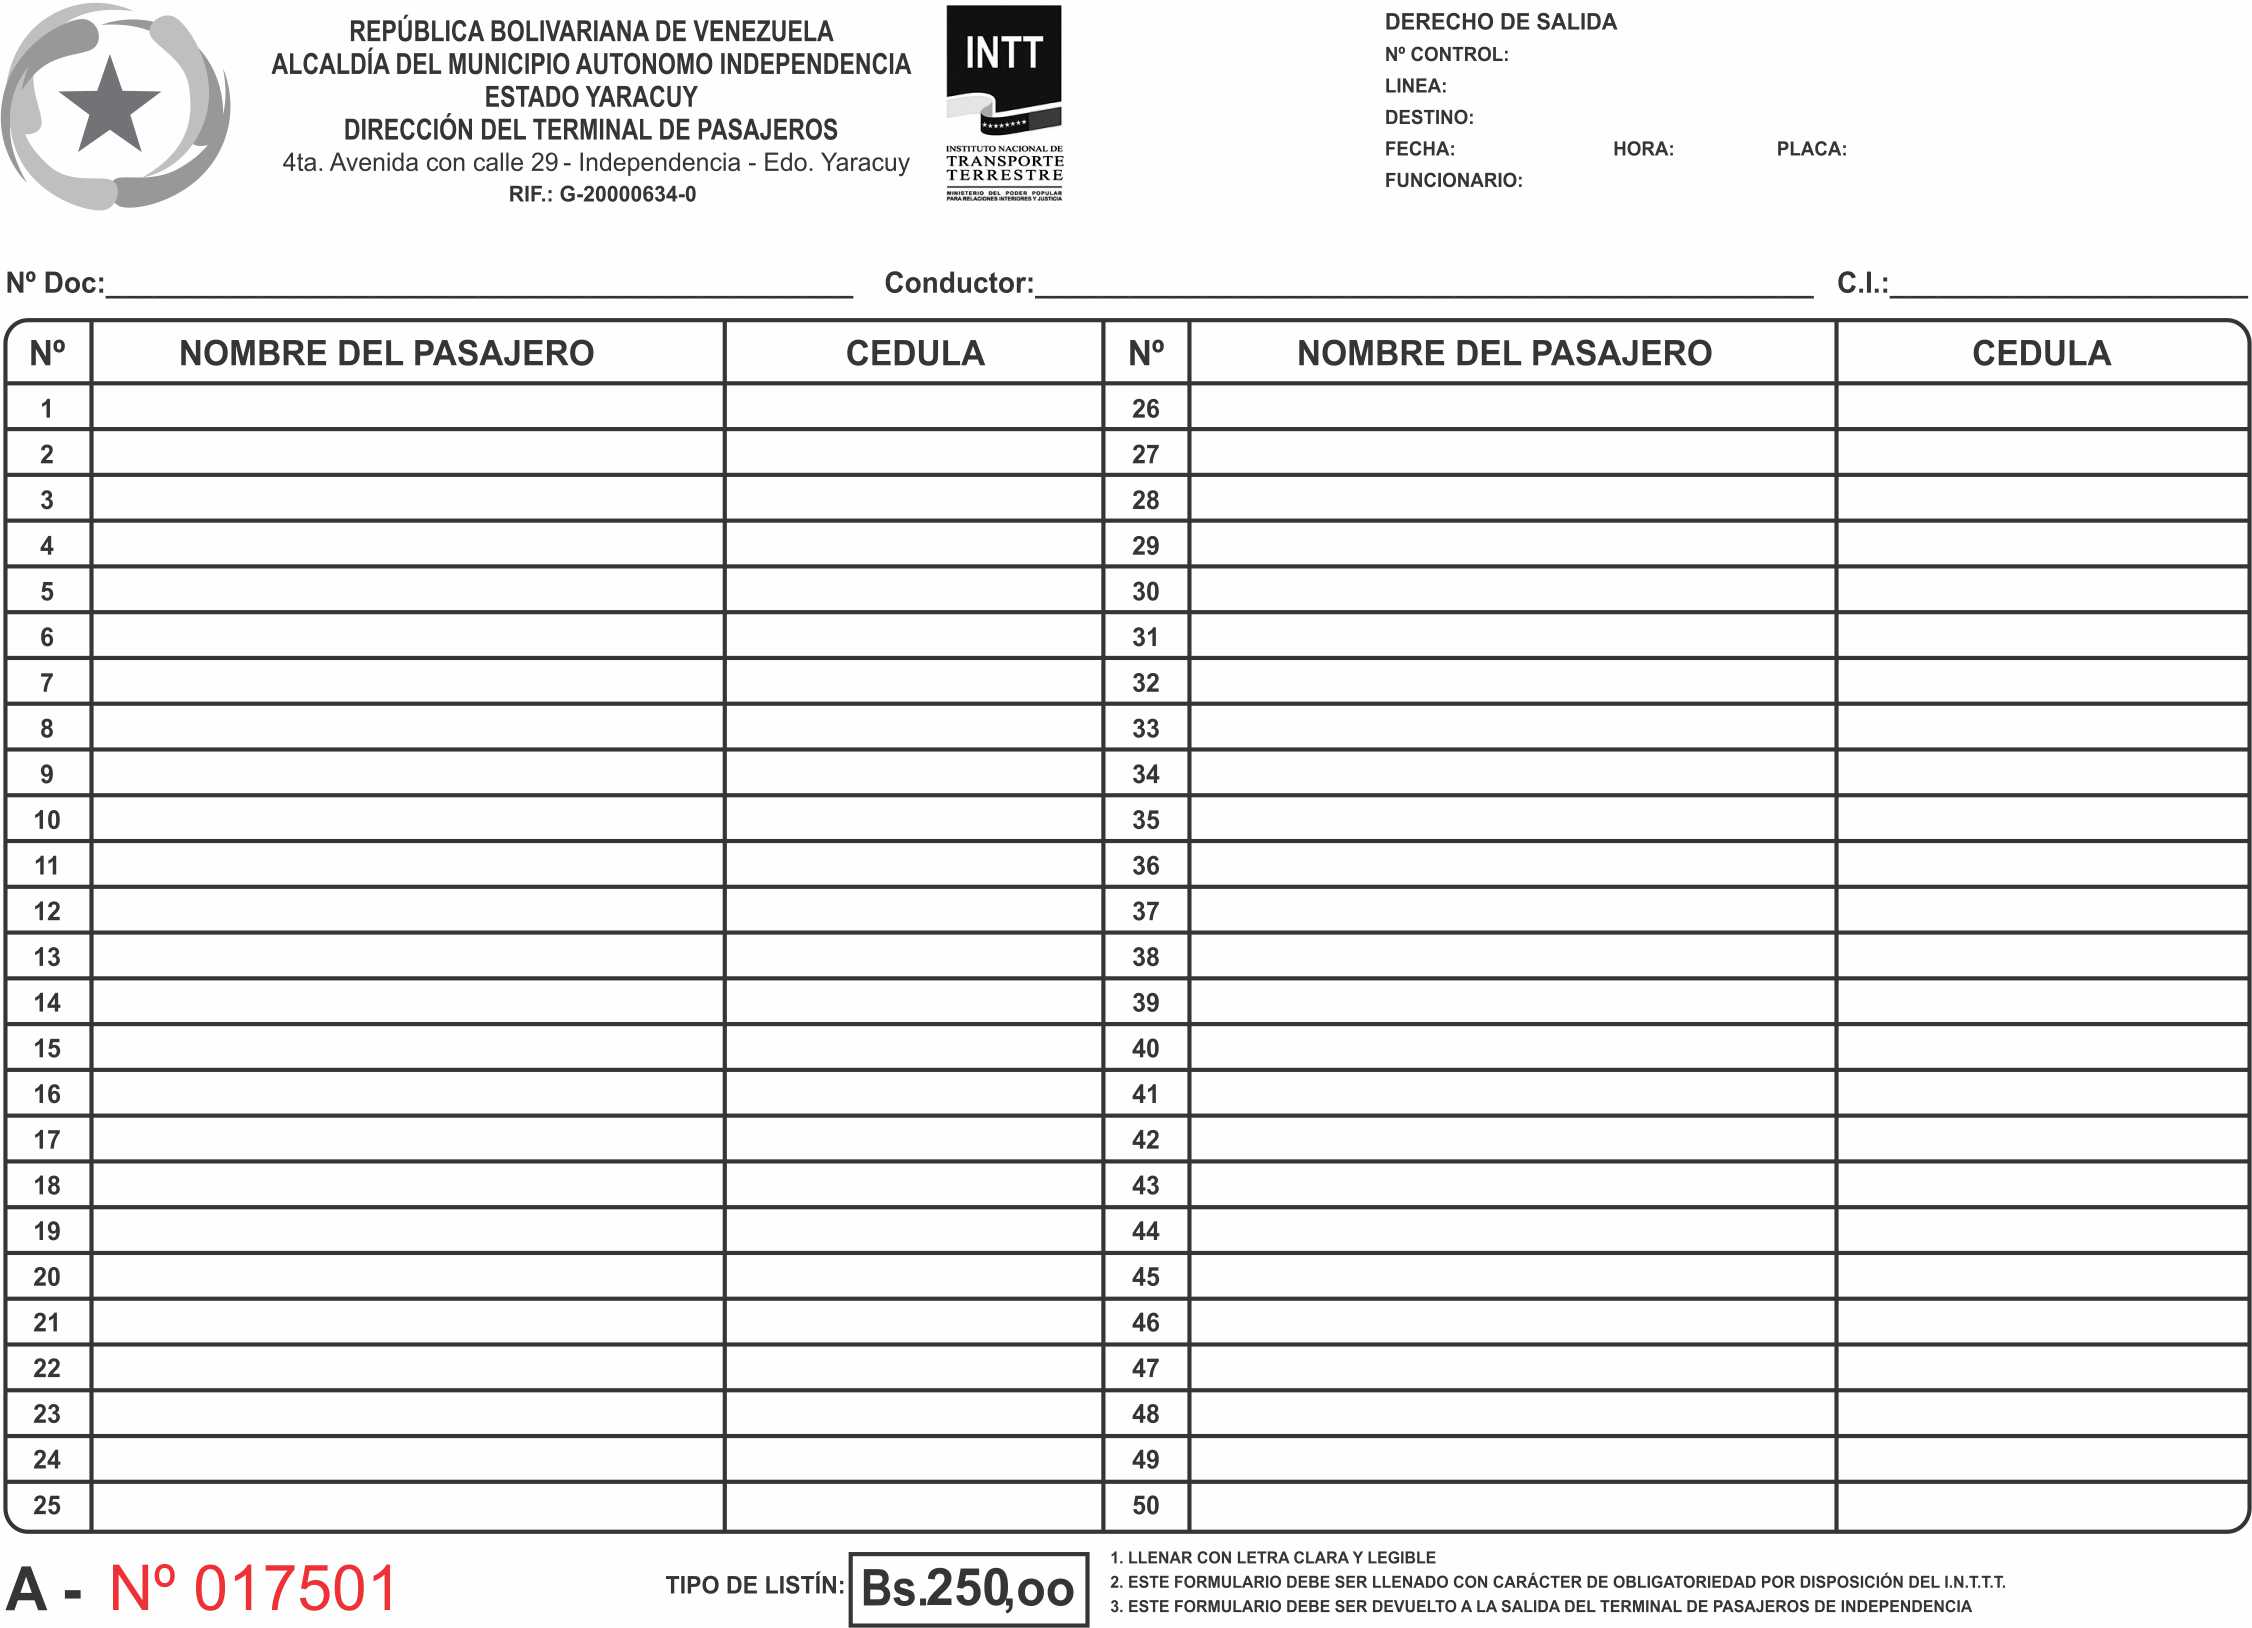 REPÚBLICA BOLIVARIANA DE VENEZUELA
ALCALDÍA DEL MUNICIPIO AUTONOMO INDEPENDENCIA
ESTADO YARACUY
DIRECCIÓN DEL TERMINAL DE PASAJEROS
4ta. Avenida con calle 29 - Independencia - Edo. Yaracuy
RIF.: G-20000634-0
INTT
INSTITUTO NACIONAL DE
TRANSPORTE
TERRESTRE
MINISTERIO DEL PODER POPULAR
PARA RELACIONES INTERIORES Y JUSTICIA
DERECHO DE SALIDA
Nº CONTROL:
LINEA:
DESTINO:
FECHA: HORA: PLACA:
FUNCIONARIO:
Nº Doc: Conductor: C.I.:
Nº NOMBRE DEL PASAJERO CEDULA Nº NOMBRE DEL PASAJERO CEDULA
1 26
2 27
3 28
4 29
5 30
6 31
7 32
8 33
9 34
10 35
11 36
12 37
13 38
14 39
15 40
16 41
17 42
18 43
19 44
20 45
21 46
22 47
23 48
24 49
25 50
A - Nº 017501
TIPO DE LISTÍN: Bs.250,oo
1. LLENAR CON LETRA CLARA Y LEGIBLE
2. ESTE FORMULARIO DEBE SER LLENADO CON CARÁCTER DE OBLIGATORIEDAD POR DISPOSICIÓN DEL I.N.T.T.T.
3. ESTE FORMULARIO DEBE SER DEVUELTO A LA SALIDA DEL TERMINAL DE PASAJEROS DE INDEPENDENCIA